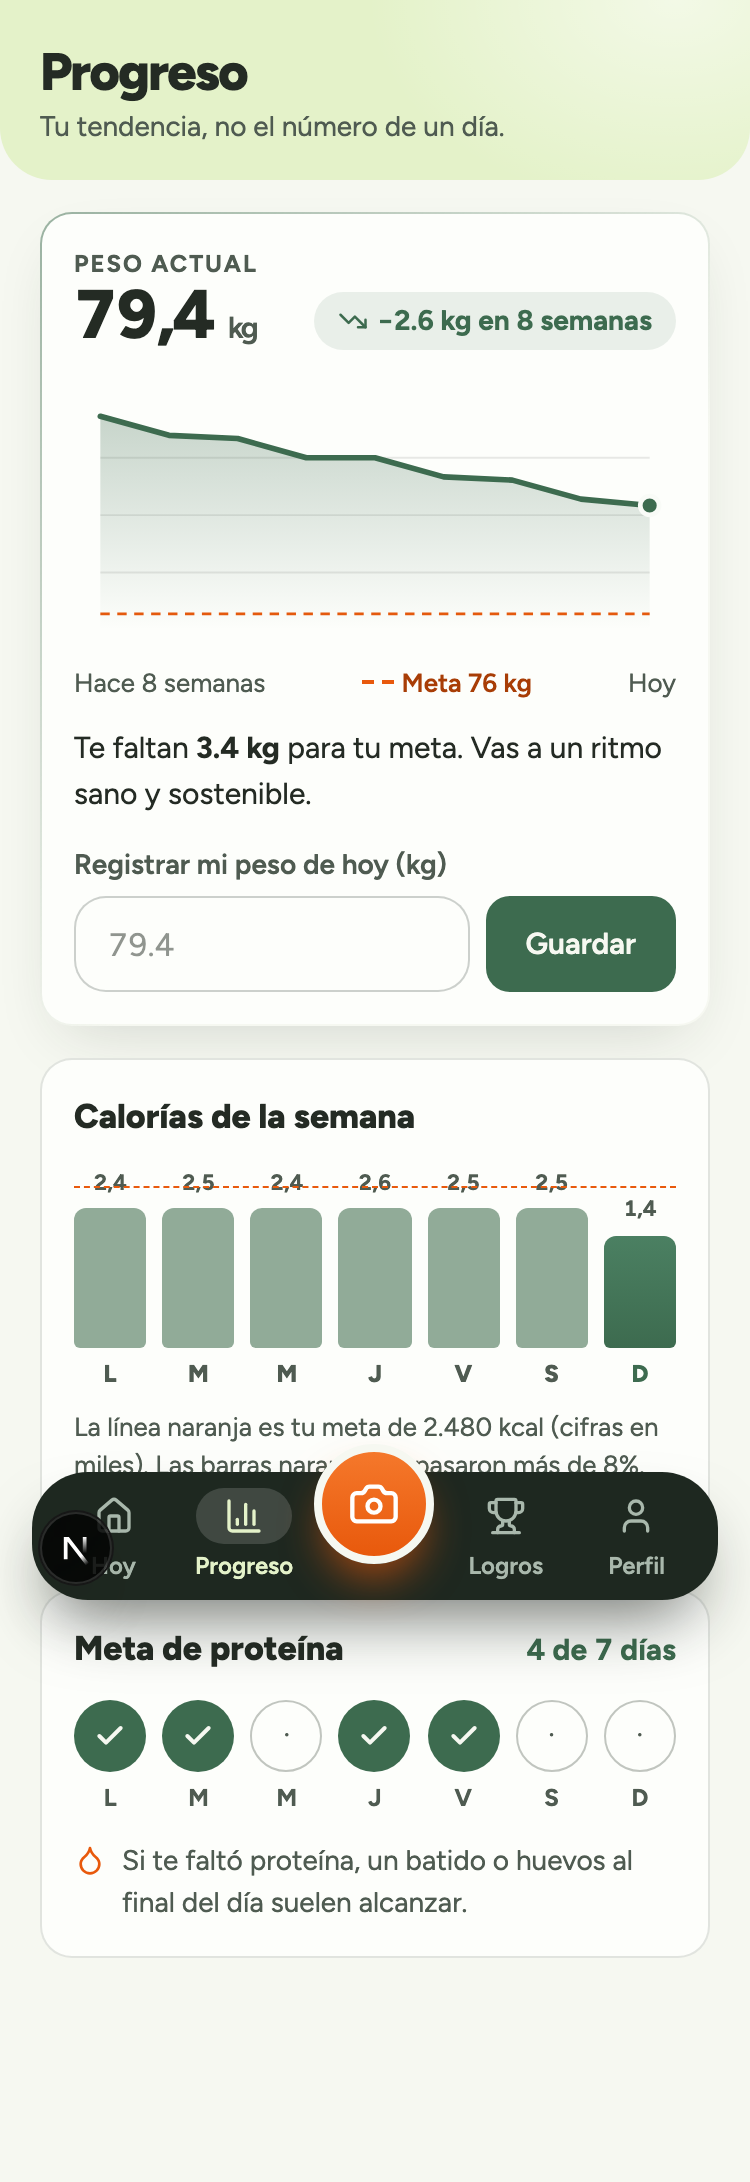 Progreso
Tu tendencia, no el número de un día.
PESO ACTUAL
79,4 kg
−2.6 kg en 8 semanas
Hace 8 semanas
Meta 76 kg
Hoy
Te faltan 3.4 kg para tu meta. Vas a un ritmo
sano y sostenible.
Registrar mi peso de hoy (kg)
79.4
Guardar
Calorías de la semana
2,4 2,5 2,4 2,6 2,5 2,5 1,4
L M M J V S D
La línea naranja es tu meta de 2.480 kcal (cifras en
miles). Las barras pasaron más de 8%.
N
Hoy
Progreso
Logros
Perfil
Meta de proteína
4 de 7 días
L M M J V S D
Si te faltó proteína, un batido o huevos al
final del día suelen alcanzar.